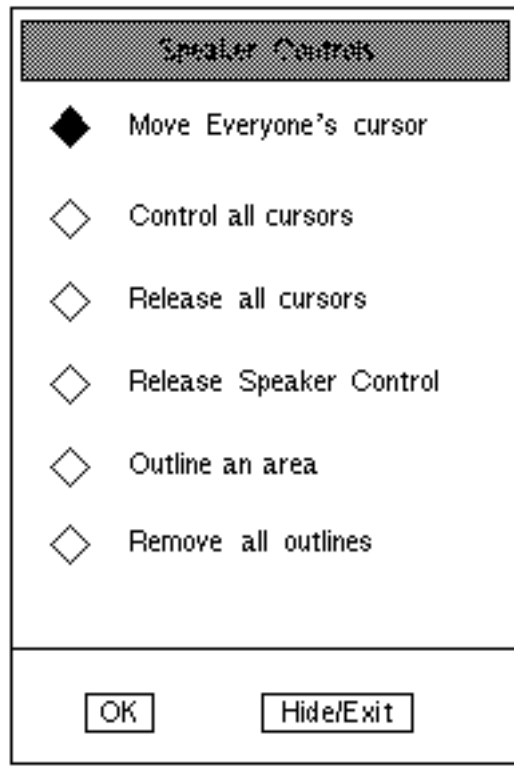 Speaker Controls
Move Everyone's cursor
Control all cursors
Release all cursors
Release Speaker Control
Outline an area
Remove all outlines
OK
Hide/Exit